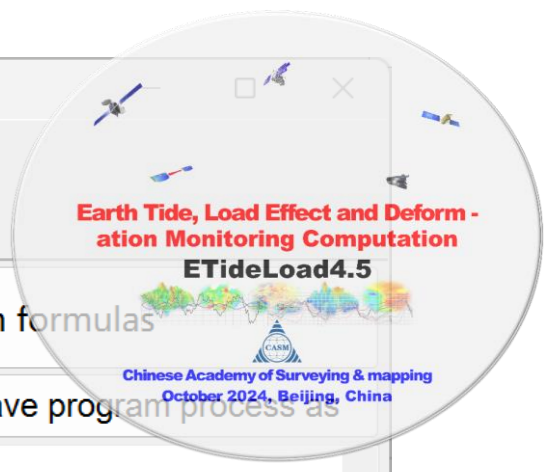 Earth Tide, Load Effect and Deform -
ation Monitoring Computation
ETideLoad4.5
formulas
CASM
Chinese Academy of Surveying & mapping
ave program process as
October 2024, Beijing, China